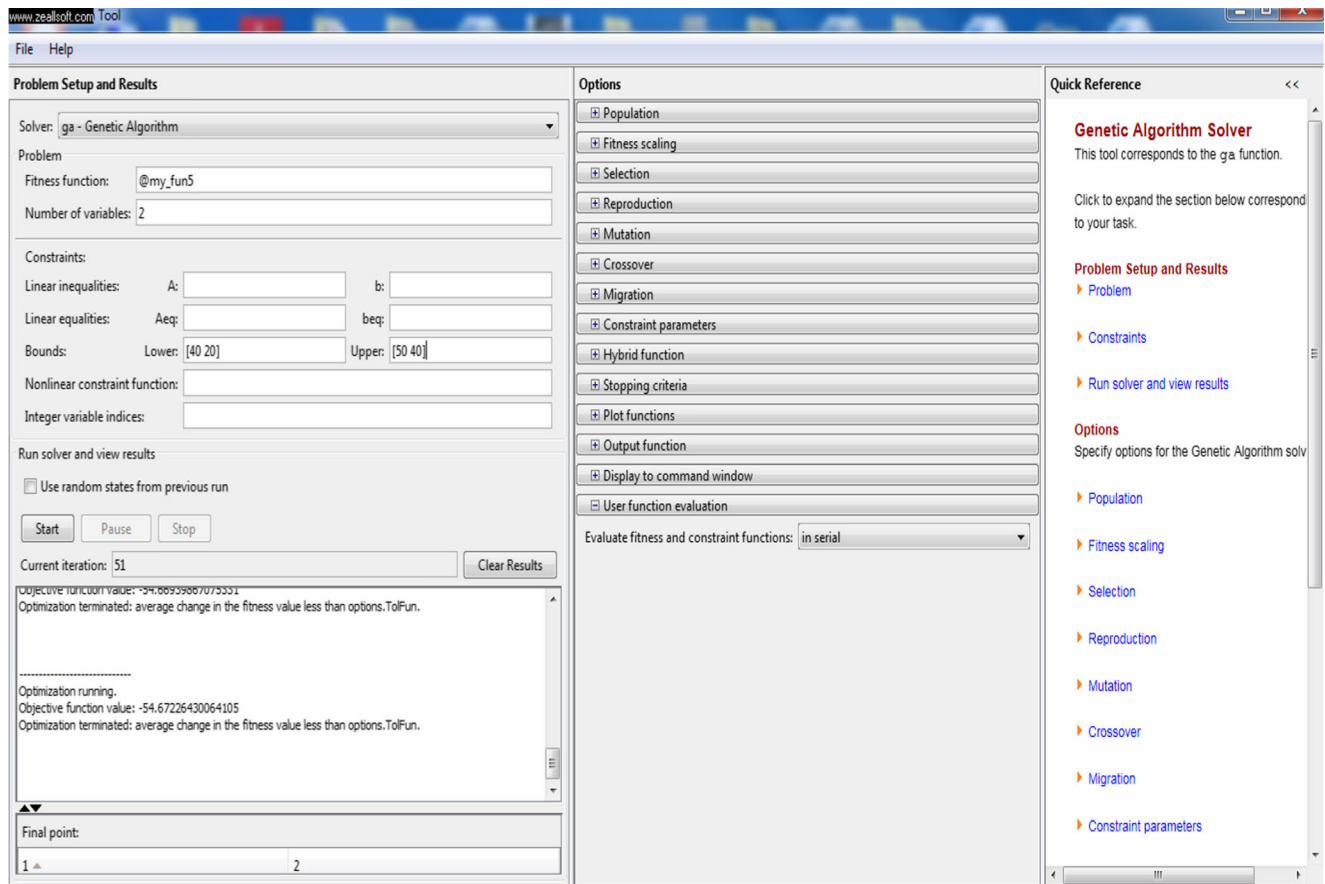 www.zeallsoft.com Tool
File Help
Problem Setup and Results
Solver: ga - Genetic Algorithm
Problem
Fitness function: @my_fun5
Number of variables: 2
Constraints:
Linear inequalities: A: b:
Linear equalities: Aeq: beq:
Bounds: Lower: [40 20] Upper: [50 40]
Nonlinear constraint function:
Integer variable indices:
Run solver and view results
Use random states from previous run
Start Pause Stop
Current iteration: 51 Clear Results
Objective function value: -54.66939867075331
Optimization terminated: average change in the fitness value less than options.TolFun.
-----------------------------
Optimization running.
Objective function value: -54.67226430064105
Optimization terminated: average change in the fitness value less than options.TolFun.
Final point:
1 2
Options
Population
Fitness scaling
Selection
Reproduction
Mutation
Crossover
Migration
Constraint parameters
Hybrid function
Stopping criteria
Plot functions
Output function
Display to command window
User function evaluation
Evaluate fitness and constraint functions: in serial
Quick Reference <<
Genetic Algorithm Solver
This tool corresponds to the ga function.
Click to expand the section below correspond
to your task.
Problem Setup and Results
Problem
Constraints
Run solver and view results
Options
Specify options for the Genetic Algorithm solv
Population
Fitness scaling
Selection
Reproduction
Mutation
Crossover
Migration
Constraint parameters